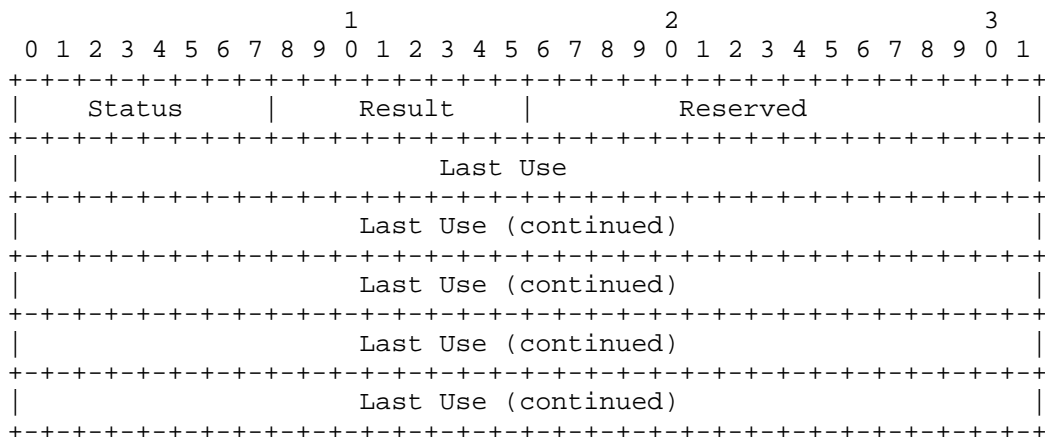 1                   2                   3
 0 1 2 3 4 5 6 7 8 9 0 1 2 3 4 5 6 7 8 9 0 1 2 3 4 5 6 7 8 9 0 1
+-+-+-+-+-+-+-+-+-+-+-+-+-+-+-+-+-+-+-+-+-+-+-+-+-+-+-+-+-+-+-+-+
|    Status     |     Result    |         Reserved              |
+-+-+-+-+-+-+-+-+-+-+-+-+-+-+-+-+-+-+-+-+-+-+-+-+-+-+-+-+-+-+-+-+
|                          Last Use                             |
+-+-+-+-+-+-+-+-+-+-+-+-+-+-+-+-+-+-+-+-+-+-+-+-+-+-+-+-+-+-+-+-+
|                     Last Use (continued)                      |
+-+-+-+-+-+-+-+-+-+-+-+-+-+-+-+-+-+-+-+-+-+-+-+-+-+-+-+-+-+-+-+-+
|                     Last Use (continued)                      |
+-+-+-+-+-+-+-+-+-+-+-+-+-+-+-+-+-+-+-+-+-+-+-+-+-+-+-+-+-+-+-+-+
|                     Last Use (continued)                      |
+-+-+-+-+-+-+-+-+-+-+-+-+-+-+-+-+-+-+-+-+-+-+-+-+-+-+-+-+-+-+-+-+
|                     Last Use (continued)                      |
+-+-+-+-+-+-+-+-+-+-+-+-+-+-+-+-+-+-+-+-+-+-+-+-+-+-+-+-+-+-+-+-+